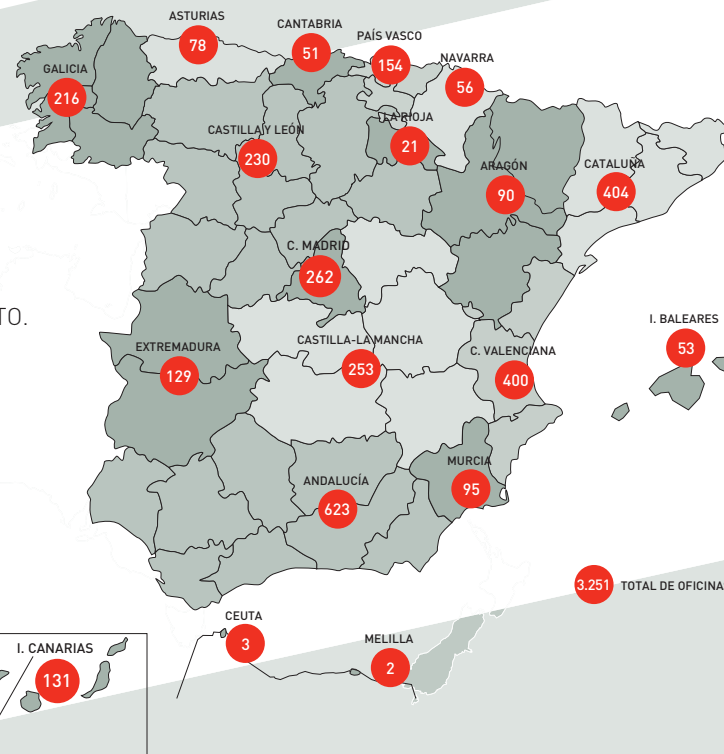 ASTURIAS
78
CANTABRIA
51
PAÍS VASCO
154
NAVARRA
56
GALICIA
216
CASTILLA Y LEÓN
230
LA RIOJA
21
ARAGÓN
90
CATALUÑA
404
C. MADRID
262
TO.
I. BALEARES
53
EXTREMADURA
129
CASTILLA-LA MANCHA
253
C. VALENCIANA
400
ANDALUCÍA
623
MURCIA
95
3.251 TOTAL DE OFICINA
CEUTA
3
MELILLA
2
I. CANARIAS
131